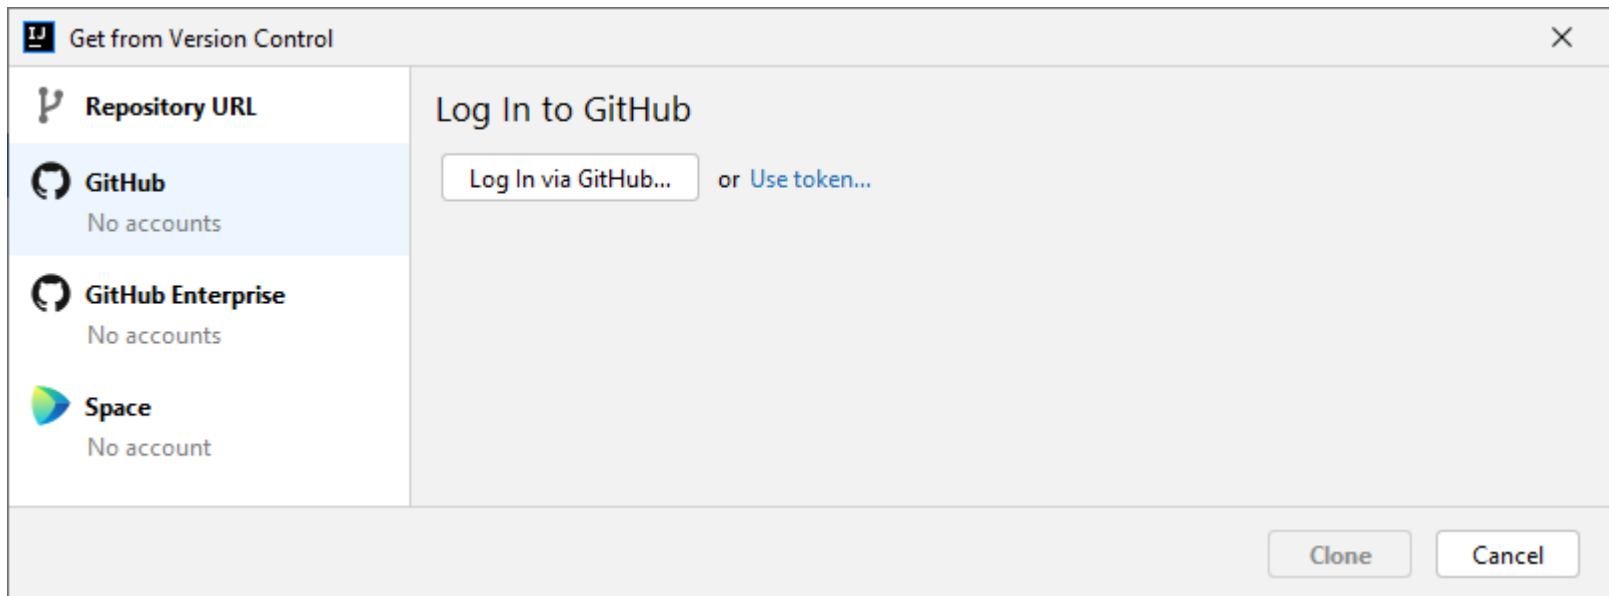 IJ Get from Version Control
Repository URL
GitHub
No accounts
GitHub Enterprise
No accounts
Space
No account
Log In to GitHub
Log In via GitHub... or Use token...
Clone Cancel